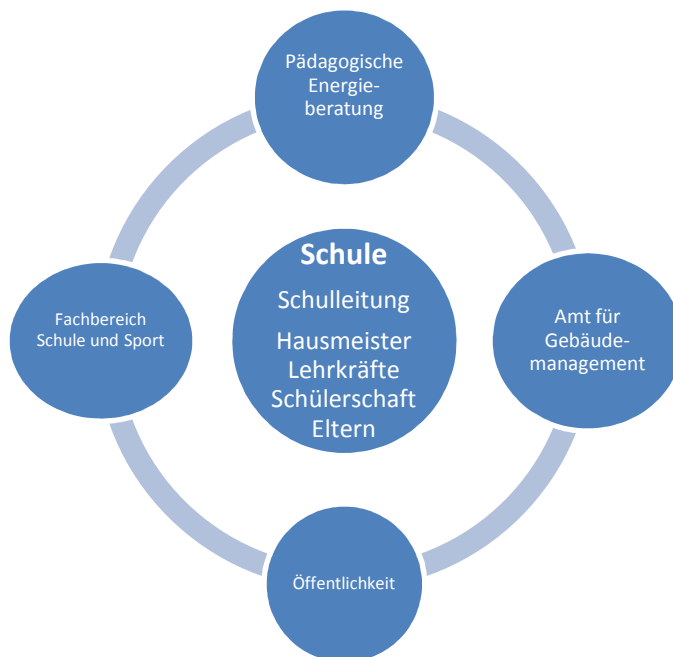 Pädagogische
Energie-
beratung
Schule
Schulleitung
Hausmeister
Lehrkräfte
Schülerschaft
Eltern
Fachbereich
Schule und Sport
Amt für
Gebäude-
management
Öffentlichkeit